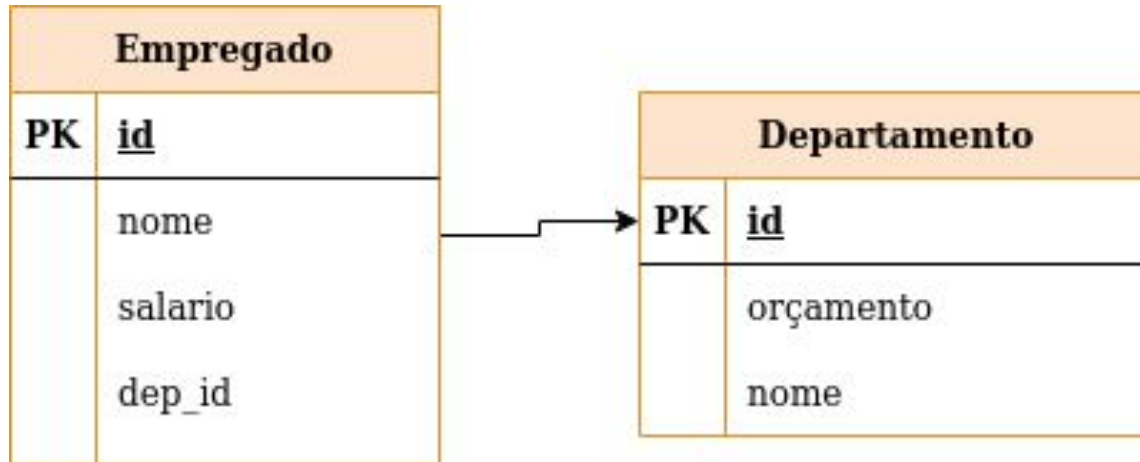 Empregado
PK id
nome
salario
dep_id
Departamento
PK id
orçamento
nome